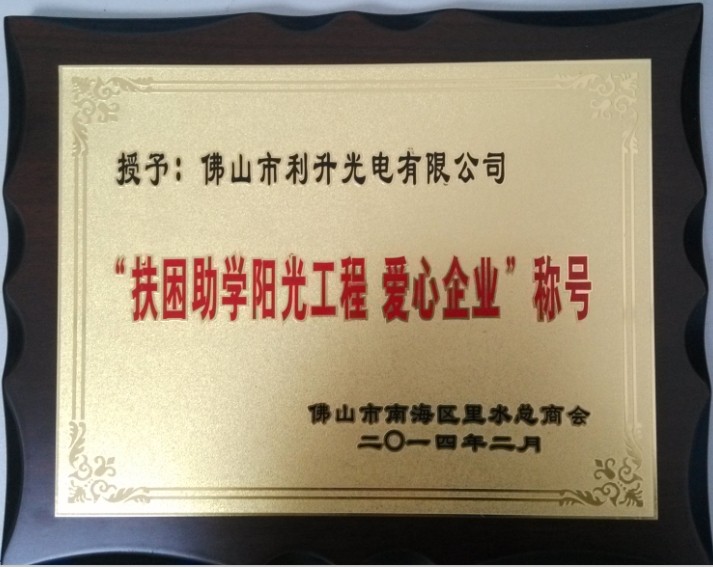 授予：佛山市利升光电有限公司
“扶困助学阳光工程 爱心企业”称号
佛山市南海区里水总商会
二〇一四年二月